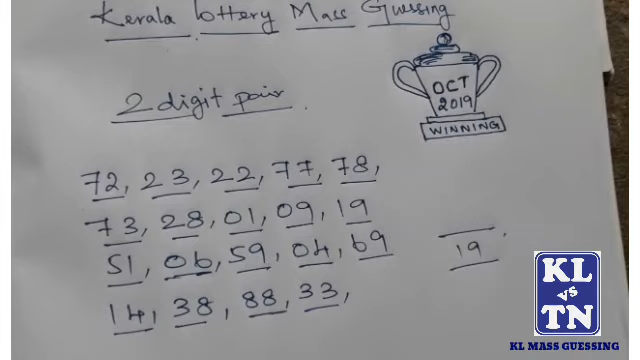 Kerala Lottery Mass Guessing
2 digit pair.
OCT
2019
WINNING
72, 23, 22, 77, 78,
73, 28, 01, 09, 19
51, 06, 59, 04, 69
14, 38, 88, 33,
19
KL
vs
TN
KL MASS GUESSING